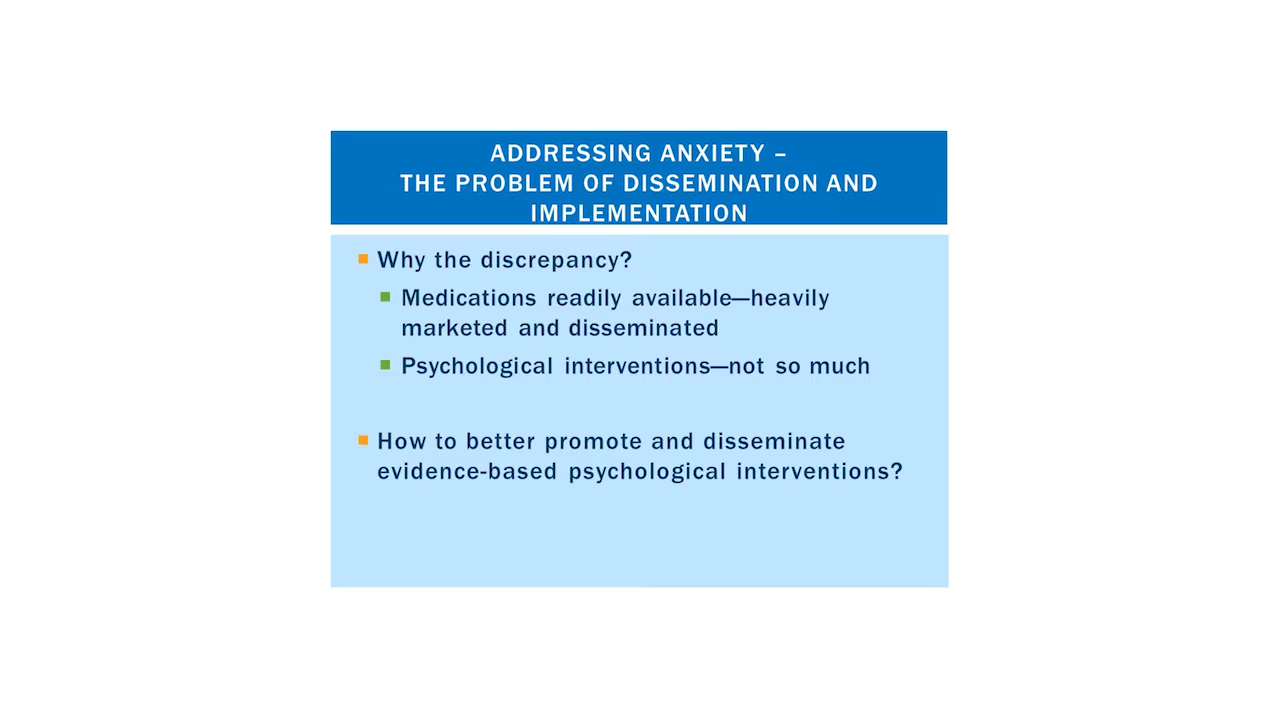 ADDRESSING ANXIETY –
THE PROBLEM OF DISSEMINATION AND
IMPLEMENTATION
Why the discrepancy?
Medications readily available—heavily
marketed and disseminated
Psychological interventions—not so much
How to better promote and disseminate
evidence-based psychological interventions?